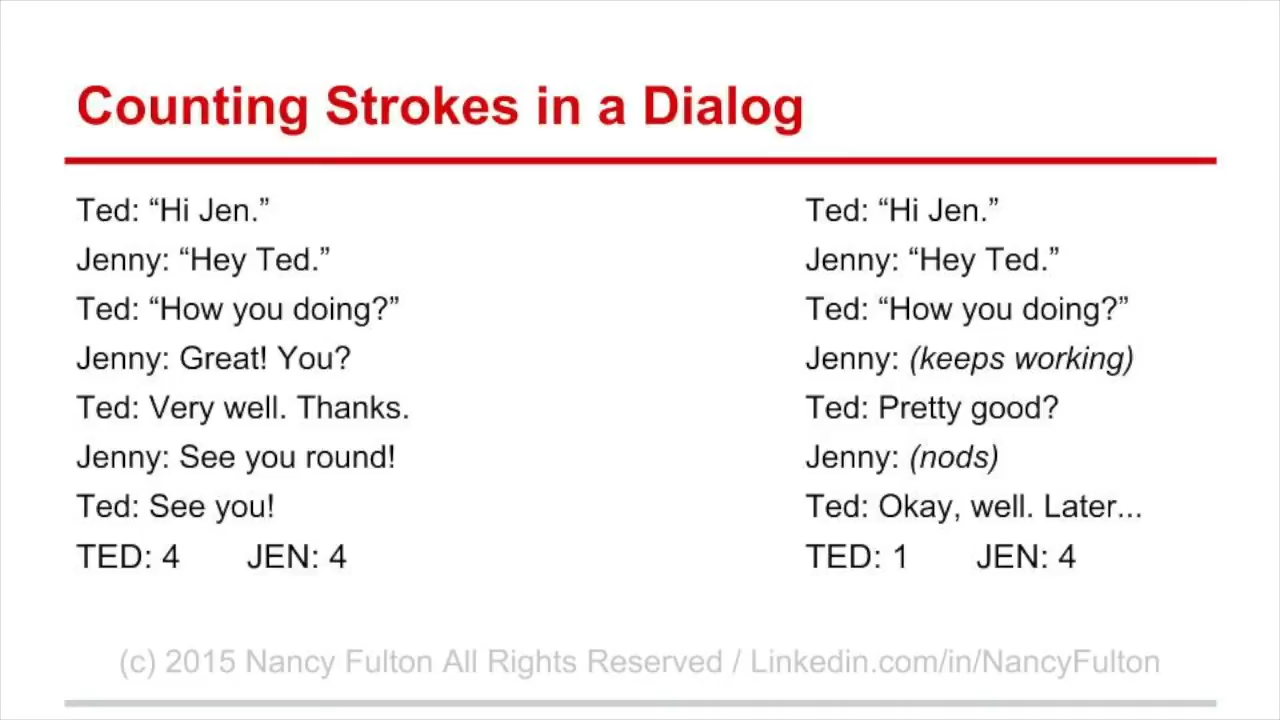 Counting Strokes in a Dialog
Ted: “Hi Jen.”
Jenny: “Hey Ted.”
Ted: “How you doing?”
Jenny: Great! You?
Ted: Very well. Thanks.
Jenny: See you round!
Ted: See you!
TED: 4 JEN: 4
Ted: “Hi Jen.”
Jenny: “Hey Ted.”
Ted: “How you doing?”
Jenny: (keeps working)
Ted: Pretty good?
Jenny: (nods)
Ted: Okay, well. Later...
TED: 1 JEN: 4
(c) 2015 Nancy Fulton All Rights Reserved / Linkedin.com/in/NancyFulton